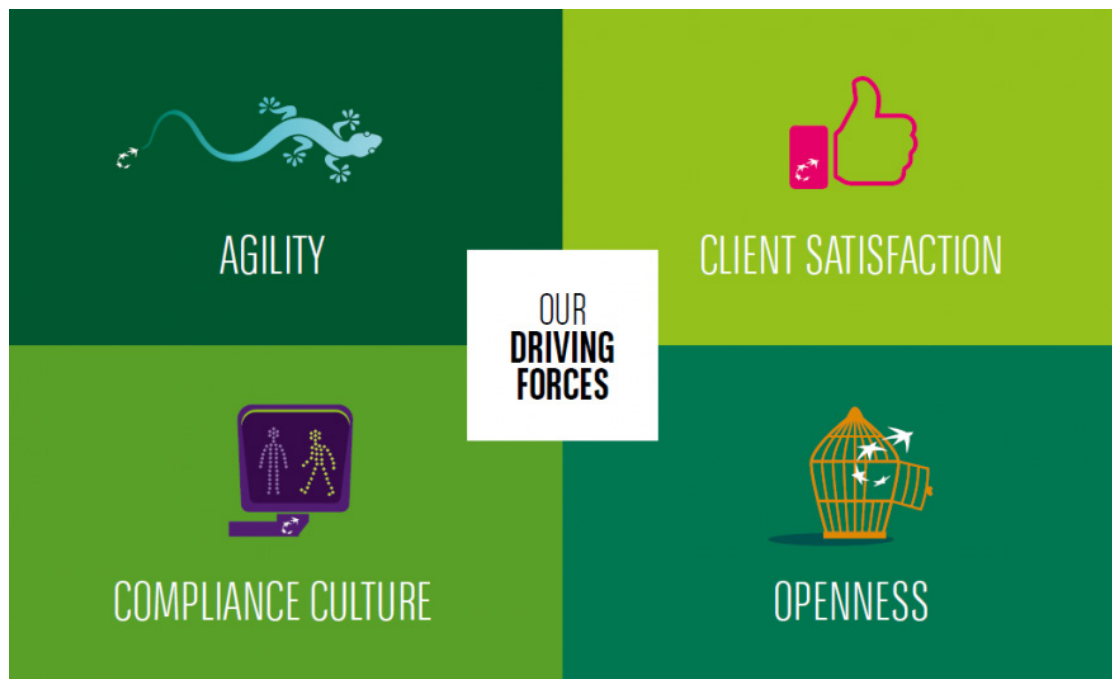 AGILITY
CLIENT SATISFACTION
OUR
DRIVING
FORCES
COMPLIANCE CULTURE
OPENNESS